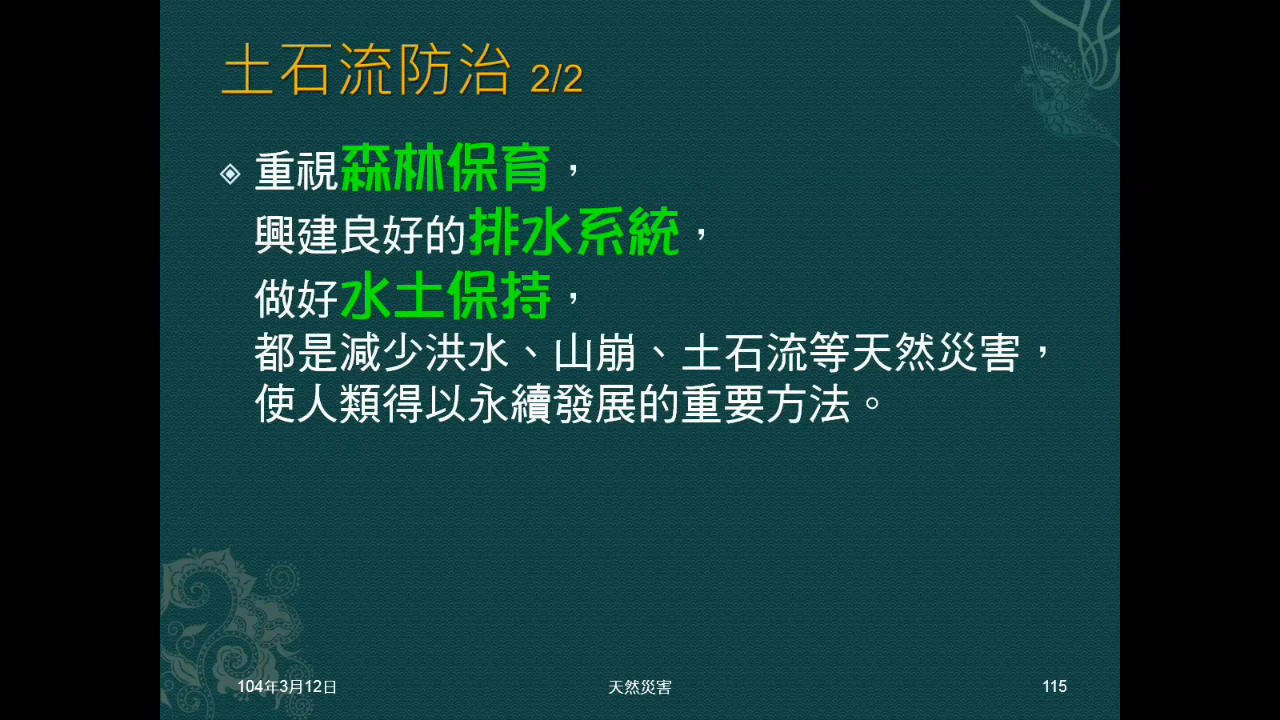 土石流防治 2/2
重視森林保育，
興建良好的排水系統，
做好水土保持，
都是減少洪水、山崩、土石流等天然災害，
使人類得以永續發展的重要方法。
104年3月12日
天然災害
115